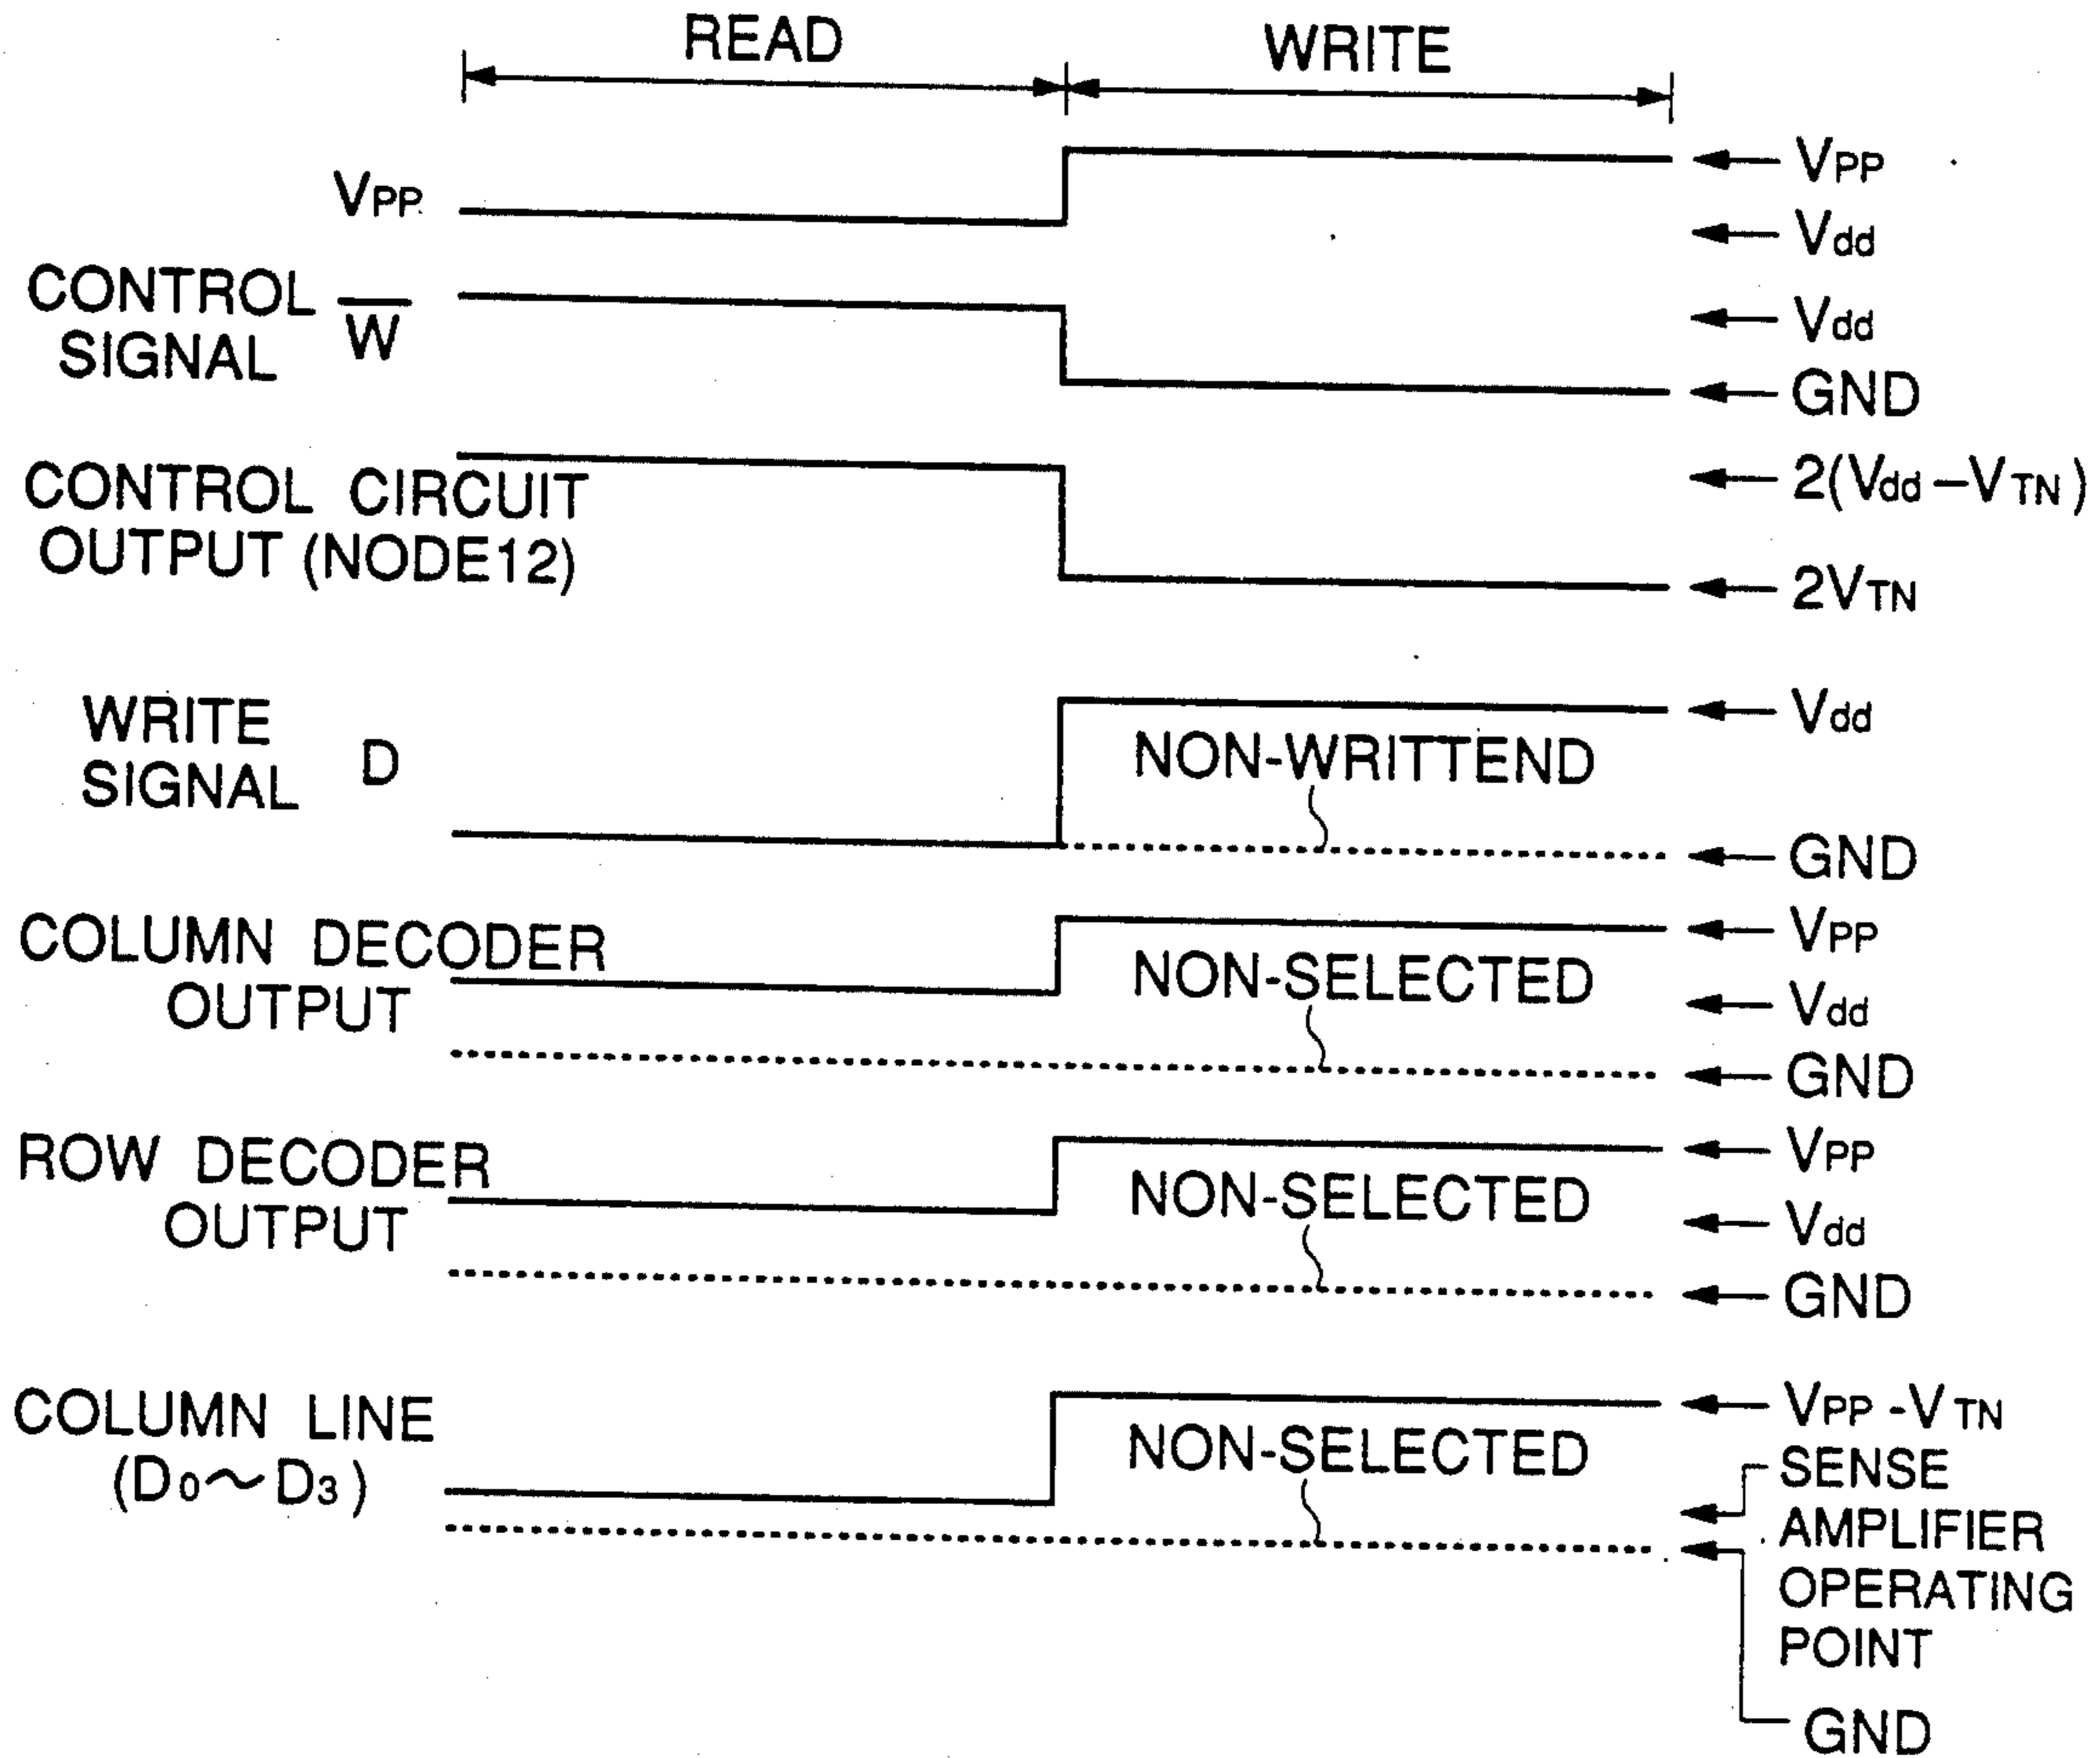 READ WRITE
VPP VPP
Vdd
CONTROL SIGNAL W̅ Vdd
GND
CONTROL CIRCUIT 2(Vdd–VTN)
OUTPUT (NODE12) 2VTN
WRITE Vdd
SIGNAL D NON-WRITTEND
GND
COLUMN DECODER VPP
OUTPUT NON-SELECTED Vdd
GND
ROW DECODER VPP
OUTPUT NON-SELECTED Vdd
GND
COLUMN LINE VPP-VTN
(D0~D3) NON-SELECTED SENSE
AMPLIFIER
OPERATING
POINT
GND